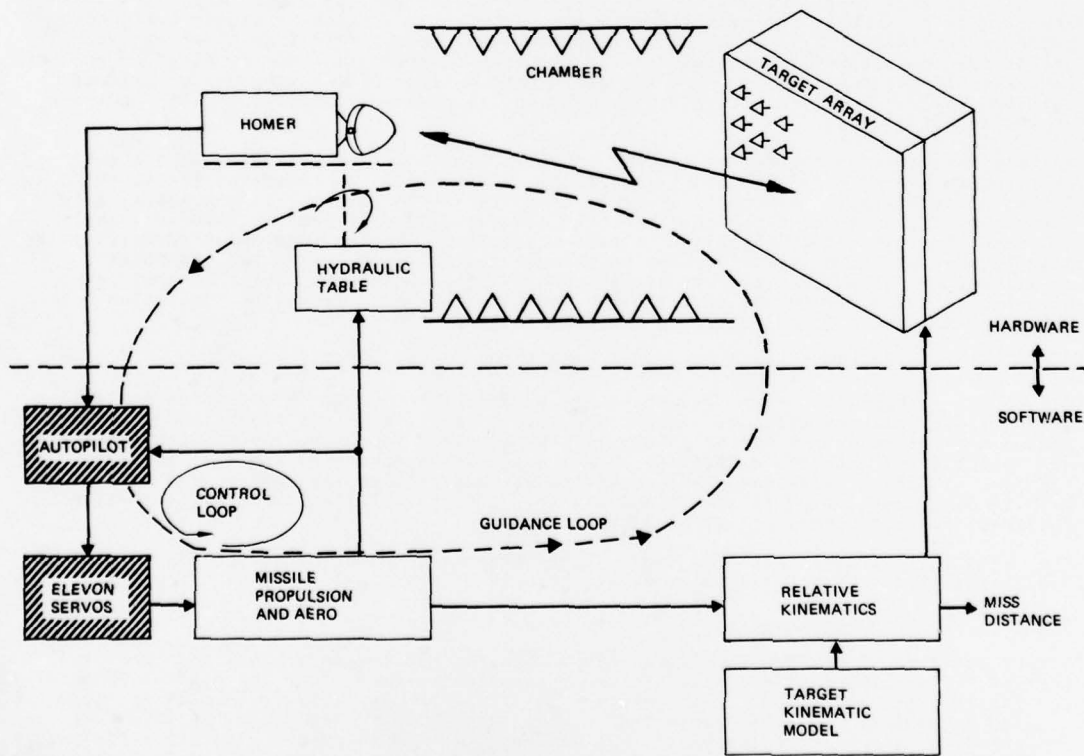 CHAMBER
TARGET ARRAY
HOMER
HYDRAULIC
TABLE
HARDWARE
SOFTWARE
AUTOPILOT
CONTROL
LOOP
GUIDANCE LOOP
ELEVON
SERVOS
MISSILE
PROPULSION
AND AERO
RELATIVE
KINEMATICS
MISS
DISTANCE
TARGET
KINEMATIC
MODEL